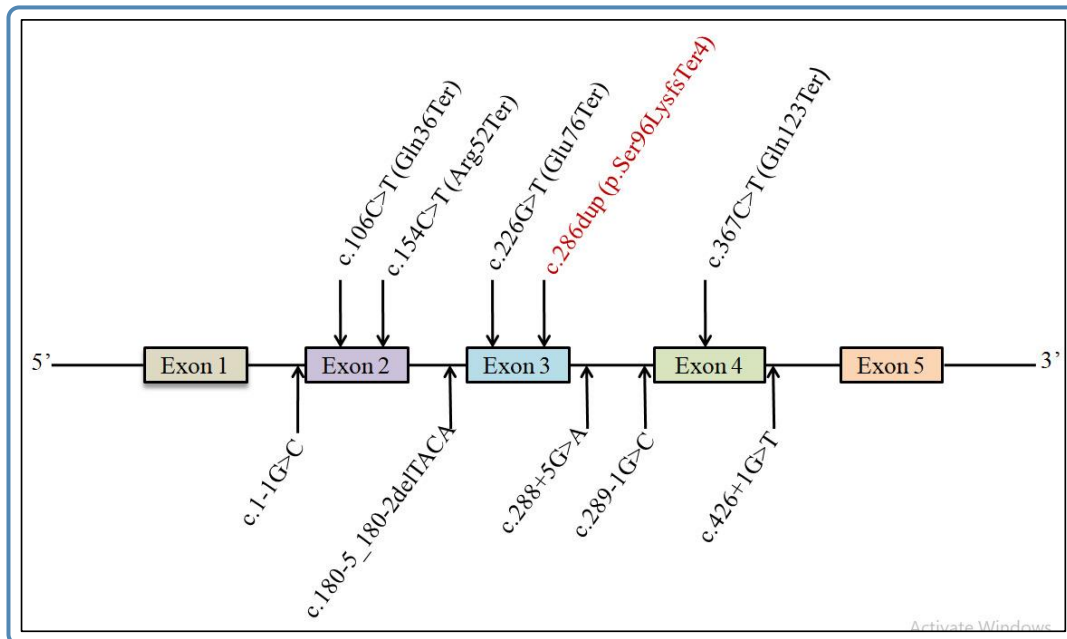 c.106C>T (Gln36Ter)
c.154C>T (Arg52Ter)
c.226G>T (Glu76Ter)
c.286dup (p.Ser96LysfsTer4)
c.367C>T (Gln123Ter)
5’
Exon 1
Exon 2
Exon 3
Exon 4
Exon 5
3’
c.1-1G>C
c.180-5_180-2delTACA
c.288+5G>A
c.289-1G>C
c.426+1G>T
Activate Windows